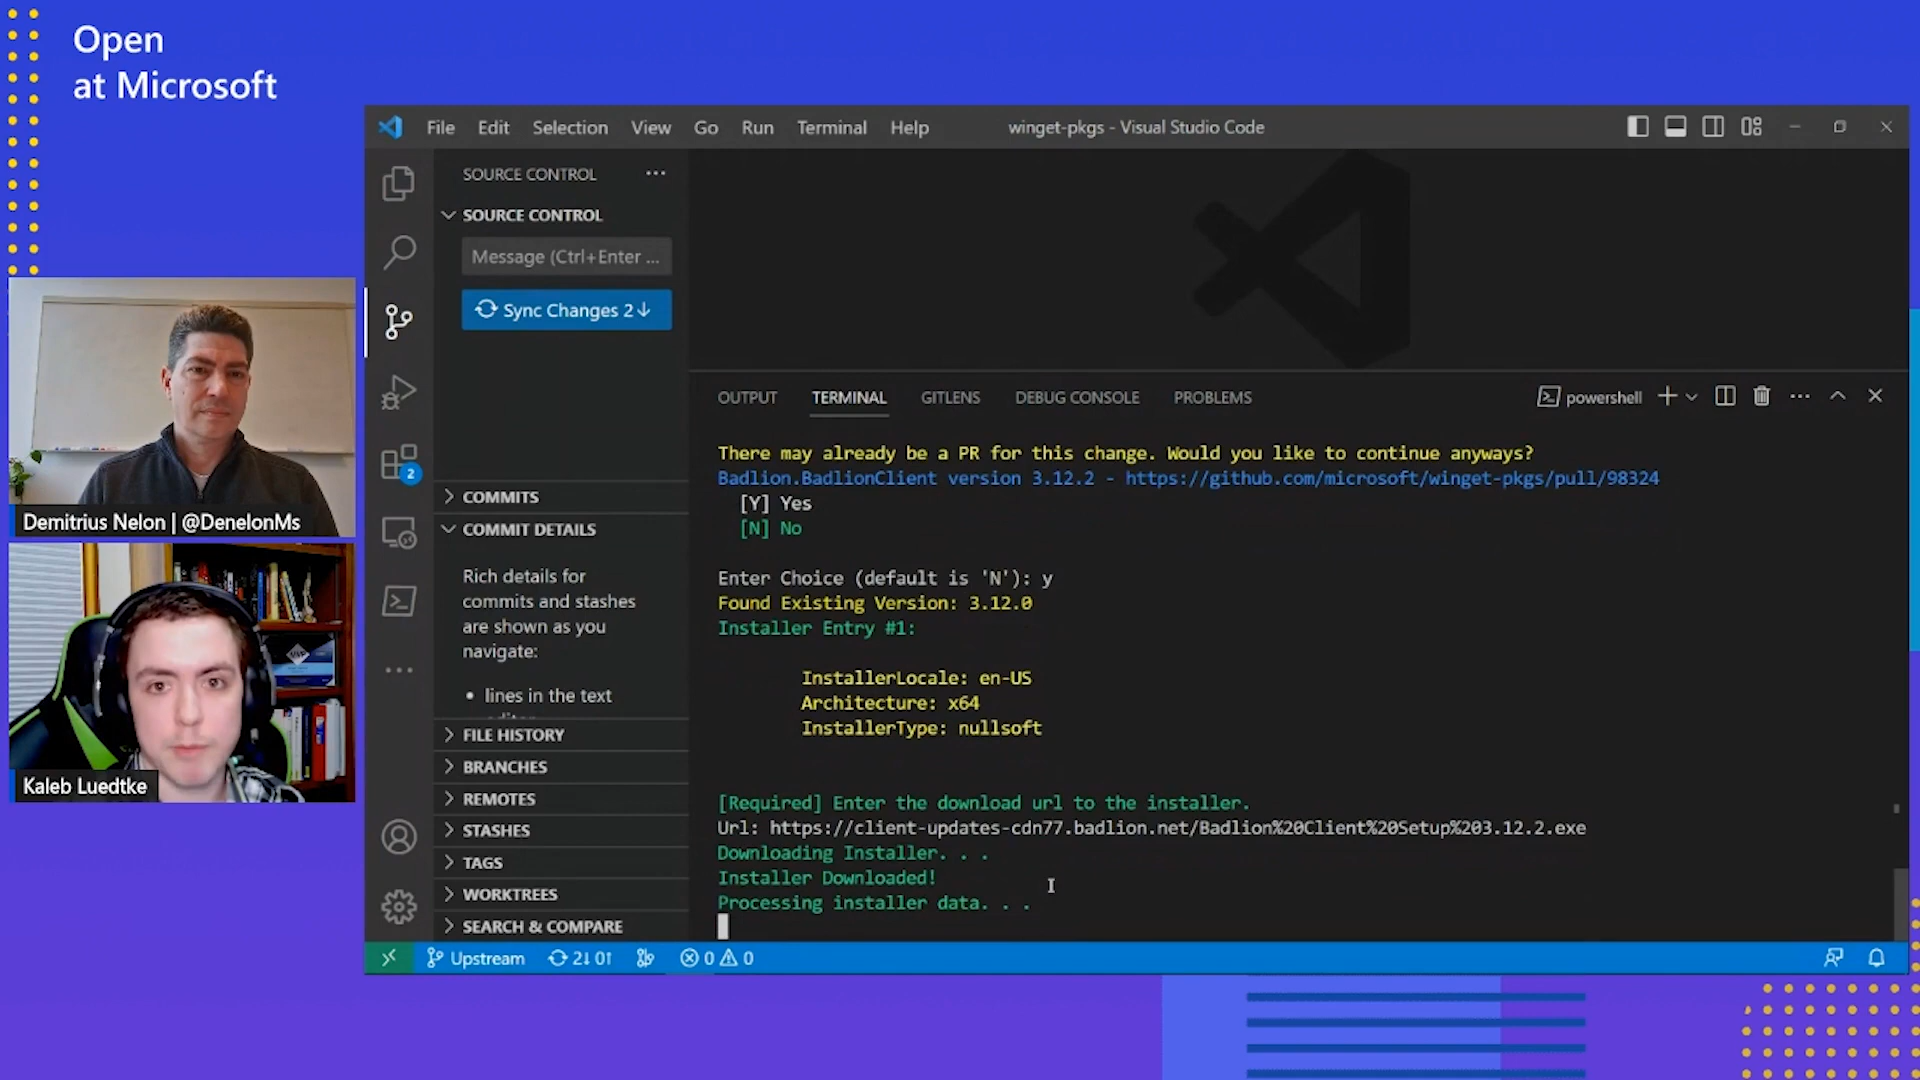 Open
at Microsoft
File Edit Selection View Go Run Terminal Help
winget-pkgs - Visual Studio Code
SOURCE CONTROL
SOURCE CONTROL
Message (Ctrl+Enter ...
Sync Changes 2↓
2
COMMITS
COMMIT DETAILS
Rich details for
commits and stashes
are shown as you
navigate:
• lines in the text
FILE HISTORY
BRANCHES
REMOTES
STASHES
TAGS
WORKTREES
SEARCH & COMPARE
OUTPUT TERMINAL GITLENS DEBUG CONSOLE PROBLEMS
powershell
There may already be a PR for this change. Would you like to continue anyways?
Badlion.BadlionClient version 3.12.2 - https://github.com/microsoft/winget-pkgs/pull/98324
[Y] Yes
[N] No
Enter Choice (default is 'N'): y
Found Existing Version: 3.12.0
Installer Entry #1:
InstallerLocale: en-US
Architecture: x64
InstallerType: nullsoft
[Required] Enter the download url to the installer.
Url: https://client-updates-cdn77.badlion.net/Badlion%20Client%20Setup%203.12.2.exe
Downloading Installer. . .
Installer Downloaded!
Processing installer data. . .
Upstream 2↓ 0↑ 0 0
Demitrius Nelon | @DenelonMs
Kaleb Luedtke